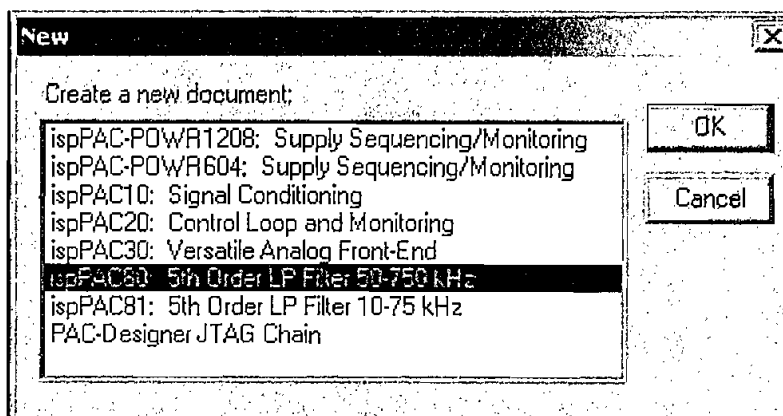 New
Create a new document:
OK
ispPAC-POWR1208: Supply Sequencing/Monitoring
ispPAC-POWR604: Supply Sequencing/Monitoring
ispPAC10: Signal Conditioning
Cancel
ispPAC20: Control Loop and Monitoring
ispPAC30: Versatile Analog Front-End
ispPAC80: 5th Order LP Filter 50-750 kHz
ispPAC81: 5th Order LP Filter 10-75 kHz
PAC-Designer JTAG Chain